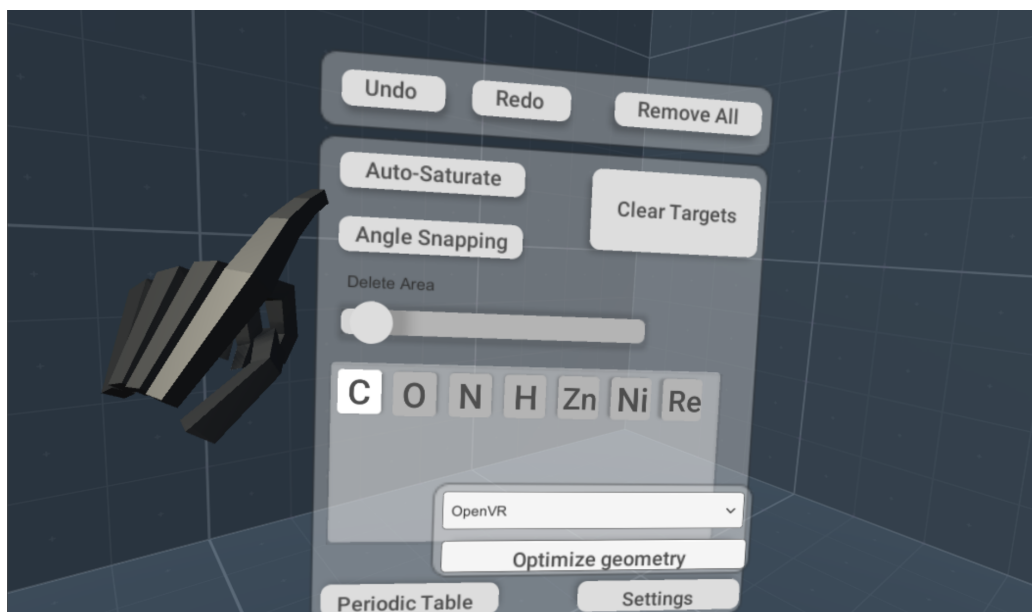 Undo Redo Remove All
Auto-Saturate
Clear Targets
Angle Snapping
Delete Area
C O N H Zn Ni Re
OpenVR
Optimize geometry
Periodic Table Settings